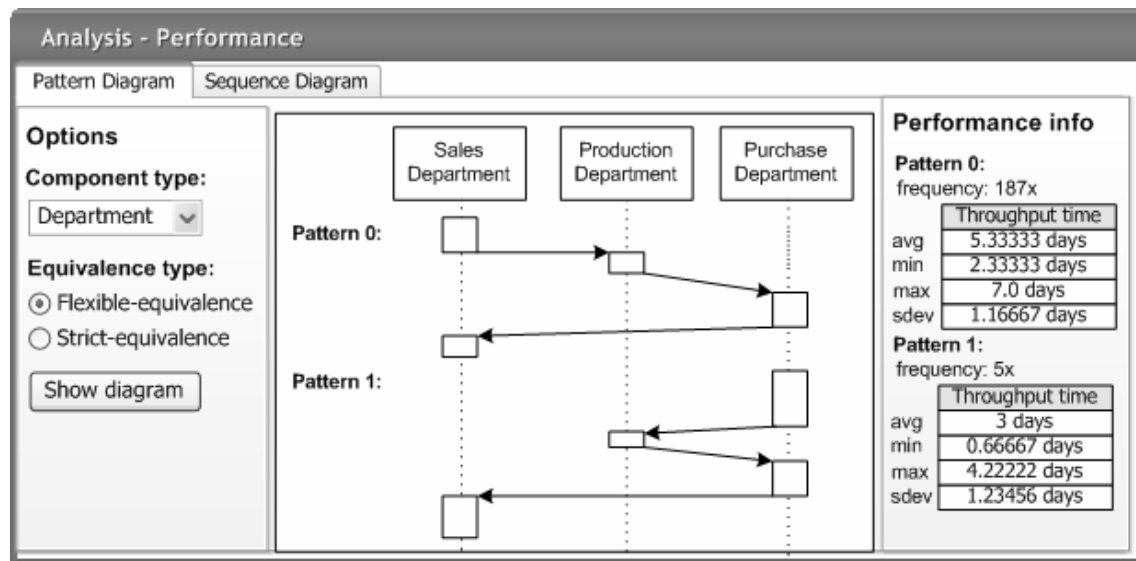 Analysis - Performance
Pattern Diagram
Sequence Diagram
Options
Component type:
Department
Equivalence type:
Flexible-equivalence
Strict-equivalence
Show diagram
Sales
Department
Production
Department
Purchase
Department
Pattern 0:
Pattern 1:
Performance info
Pattern 0:
frequency: 187x
Throughput time
avg 5.33333 days
min 2.33333 days
max 7.0 days
sdev 1.16667 days
Pattern 1:
frequency: 5x
Throughput time
avg 3 days
min 0.66667 days
max 4.22222 days
sdev 1.23456 days